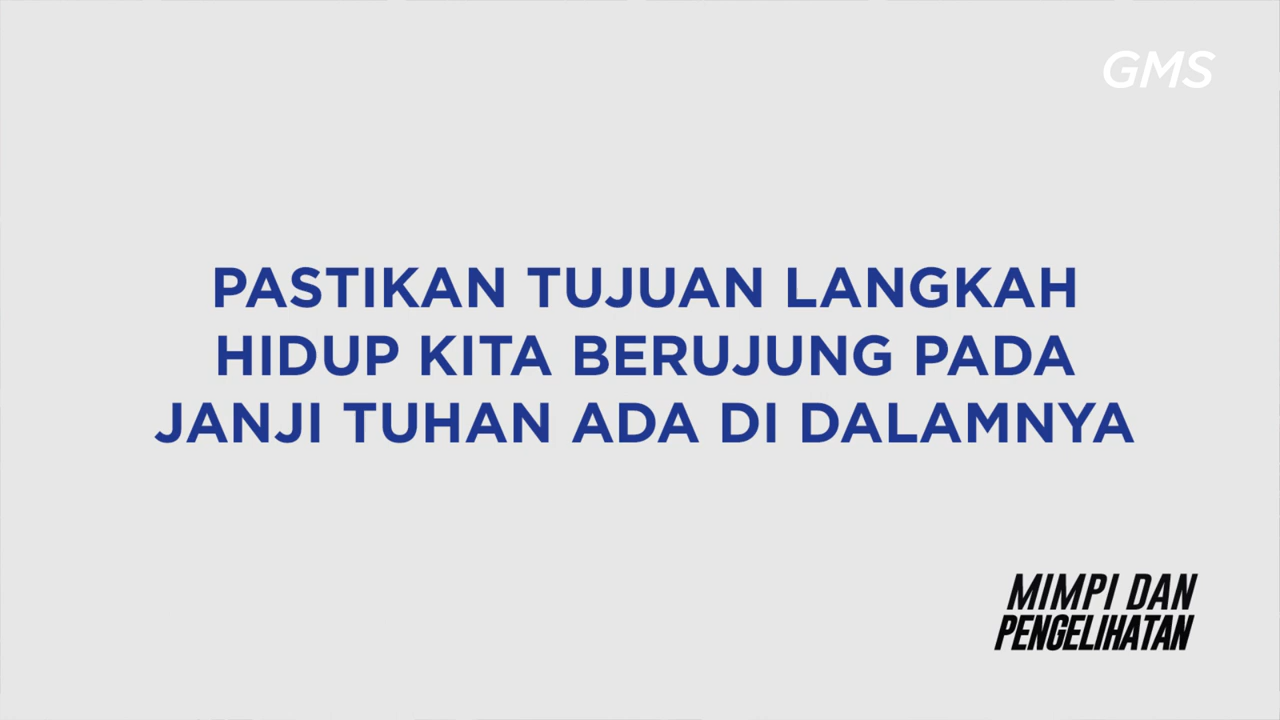 GMS
PASTIKAN TUJUAN LANGKAH
HIDUP KITA BERUJUNG PADA
JANJI TUHAN ADA DI DALAMNYA
MIMPI DAN
PENGELIHATAN